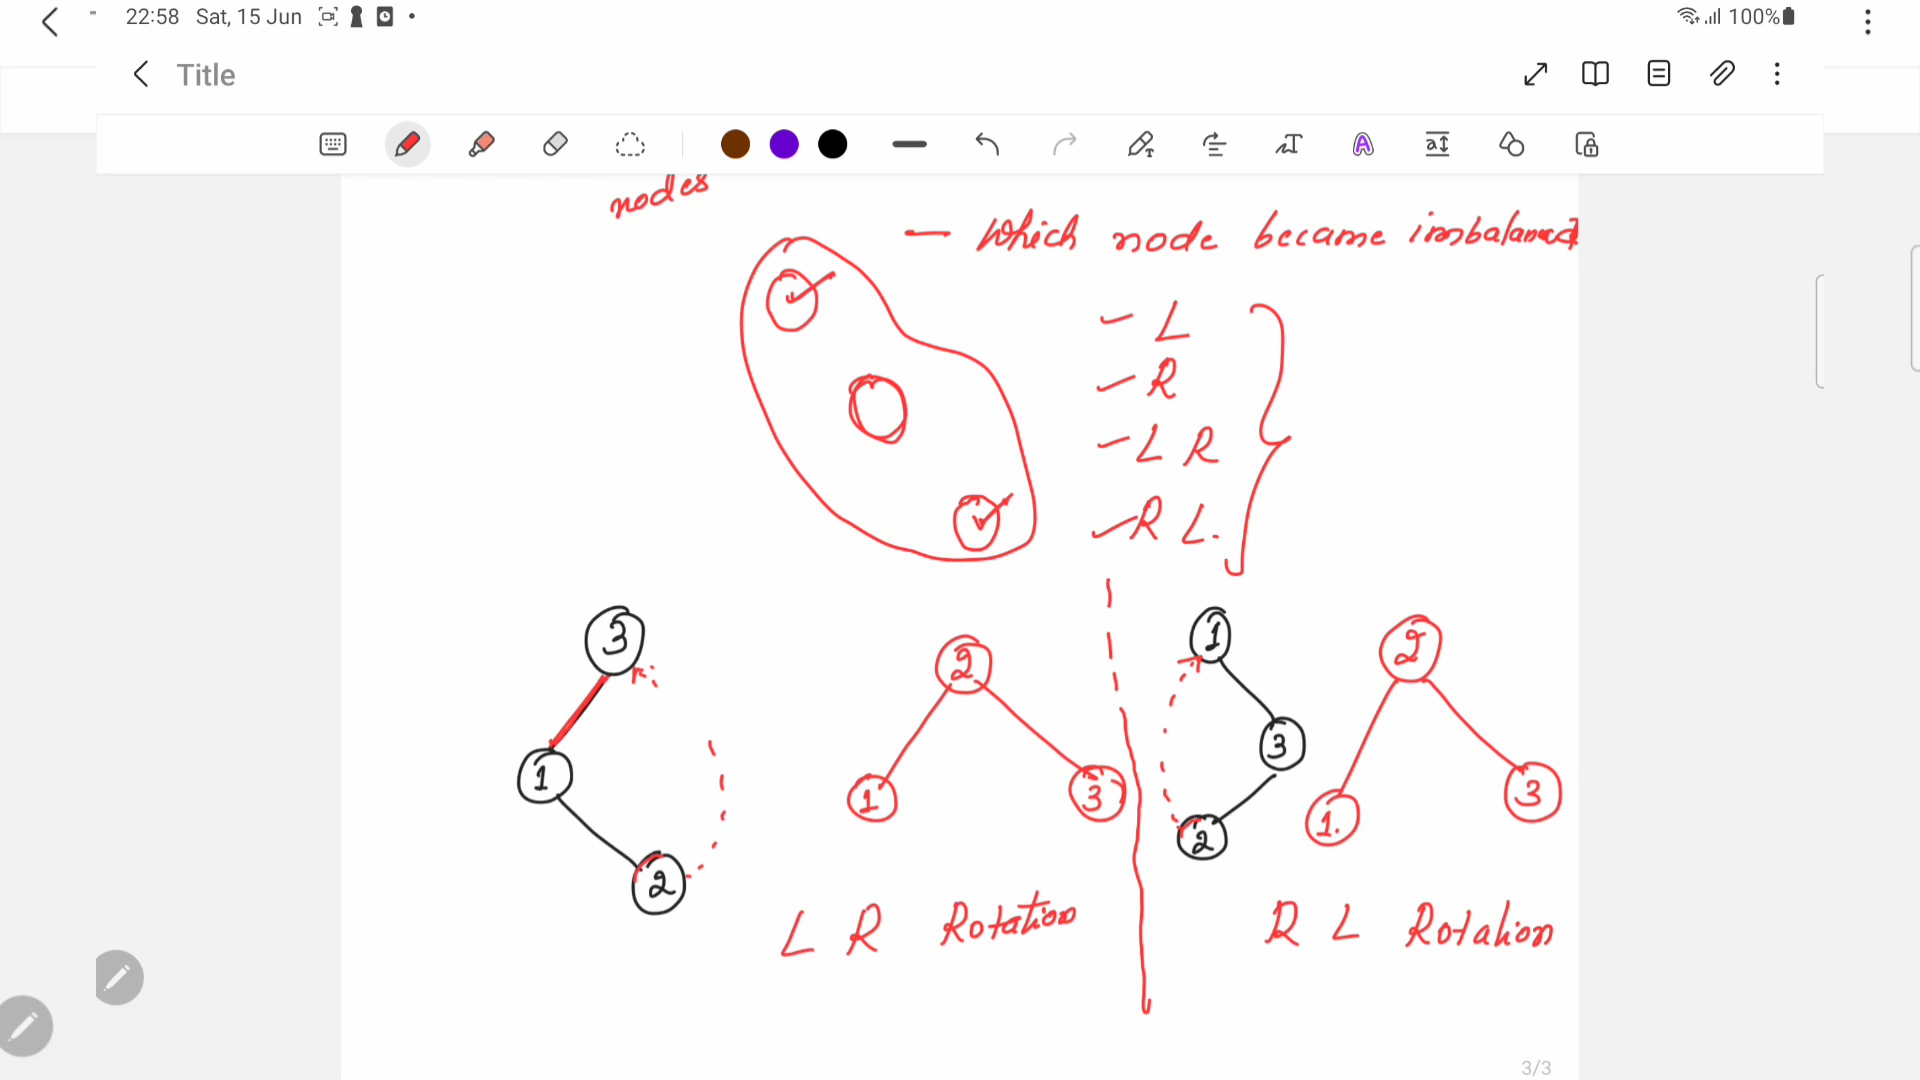 22:58 Sat, 15 Jun
100%
Title
nodes
— Which node became imbalanced
- L
- R
- L R
- R L.
3
1
2
2
1
3
1
3
2
2
1.
3
L R Rotation
R L Rotation
3/3